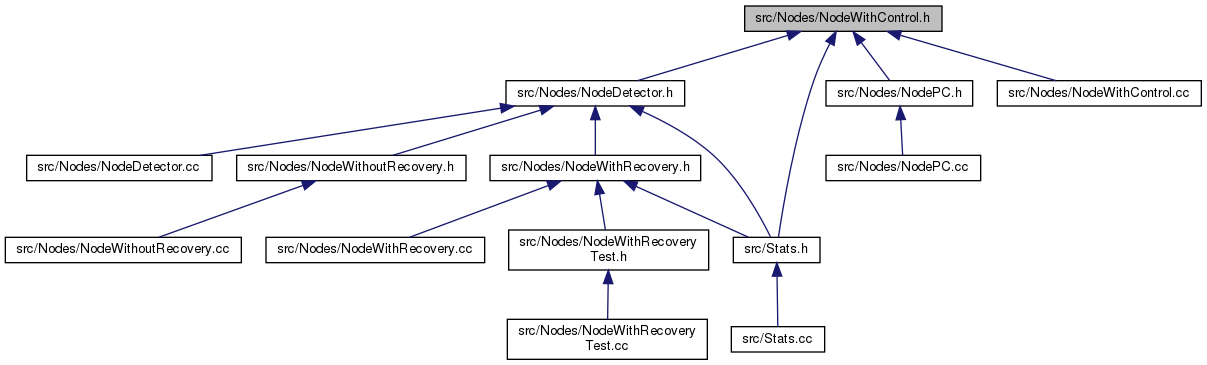 src/Nodes/NodeWithControl.h
src/Nodes/NodeDetector.h
src/Nodes/NodePC.h
src/Nodes/NodeWithControl.cc
src/Nodes/NodeDetector.cc
src/Nodes/NodeWithoutRecovery.h
src/Nodes/NodeWithRecovery.h
src/Nodes/NodePC.cc
src/Nodes/NodeWithoutRecovery.cc
src/Nodes/NodeWithRecovery.cc
src/Nodes/NodeWithRecovery
Test.h
src/Stats.h
src/Nodes/NodeWithRecovery
Test.cc
src/Stats.cc